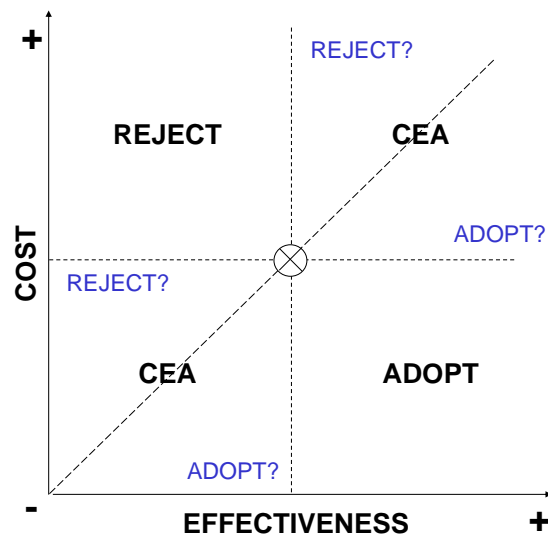 +
REJECT?
REJECT
CEA
ADOPT?
COST
REJECT?
CEA
ADOPT
ADOPT?
-
EFFECTIVENESS
+